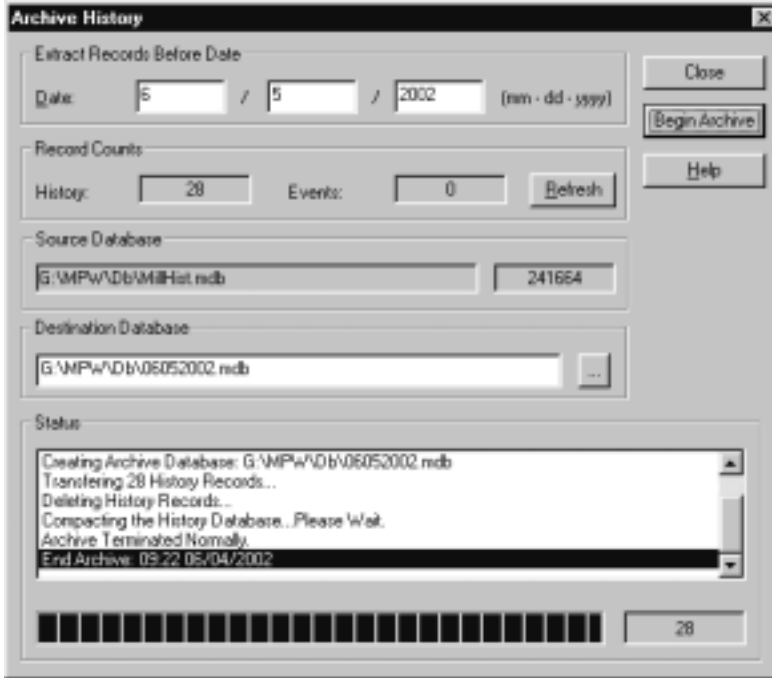 Archive History
Extract Records Before Date
Date: 6 / 5 / 2002 (mm - dd - yyyy)
Close
Begin Archive
Help
Record Counts
History: 28 Events: 0 Refresh
Source Database
G:\MPW\Db\MillHist.mdb 241664
Destination Database
G:\MPW\Db\06052002.mdb ...
Status
Creating Archive Database: G:\MPW\Db\06052002.mdb
Transfering 28 History Records...
Deleting History Records...
Compacting the History Database...Please Wait.
Archive Terminated Normally.
End Archive: 09:22 06/04/2002
28